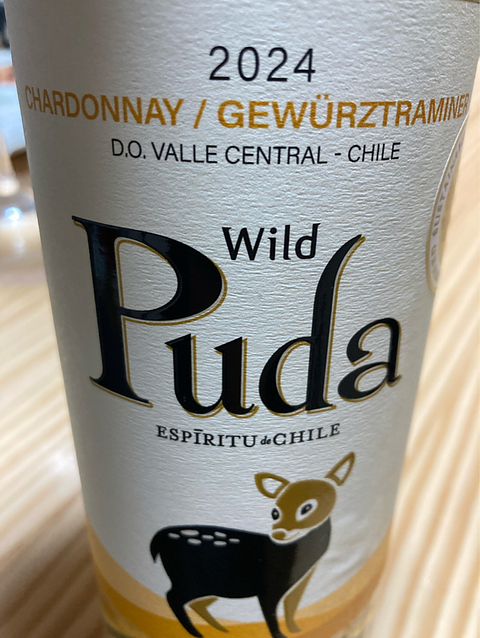 2024
CHARDONNAY / GEWÜRZTRAMINER
D.O. VALLE CENTRAL - CHILE
Wild
Puda
ESPÍRITU de CHILE